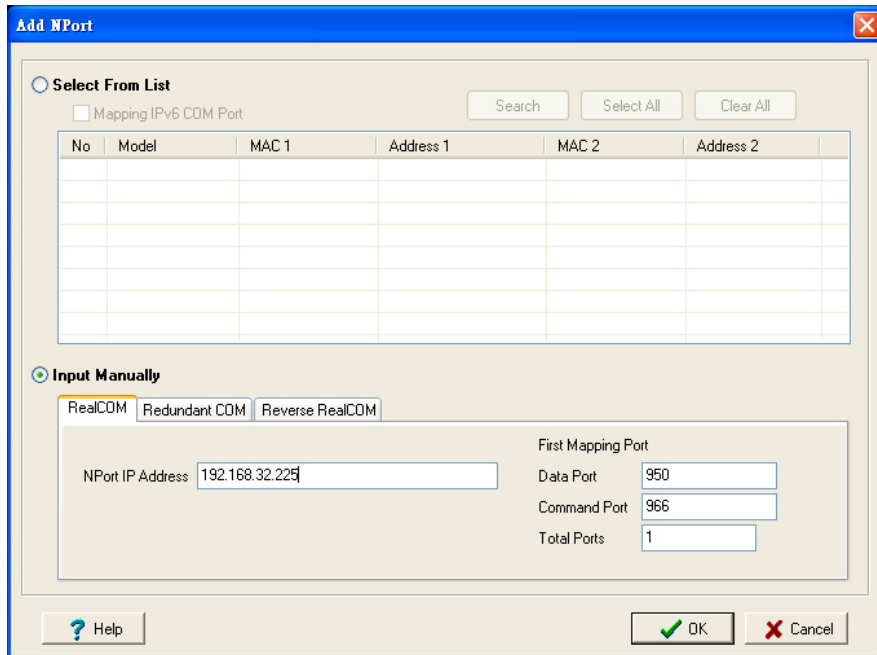 Add NPort
Select From List
Mapping IPv6 COM Port
Search
Select All
Clear All
No Model MAC 1 Address 1 MAC 2 Address 2
Input Manually
RealCOM Redundant COM Reverse RealCOM
First Mapping Port
NPort IP Address 192.168.32.225
Data Port 950
Command Port 966
Total Ports 1
? Help
OK
Cancel